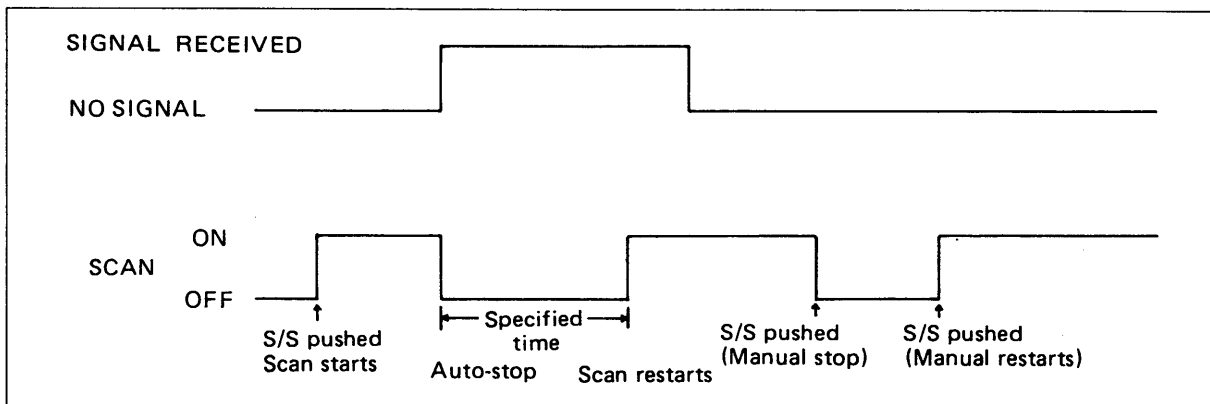 SIGNAL RECEIVED
NO SIGNAL
SCAN
ON
OFF
S/S pushed
Scan starts
Specified
time
Auto-stop
Scan restarts
S/S pushed
(Manual stop)
S/S pushed
(Manual restarts)